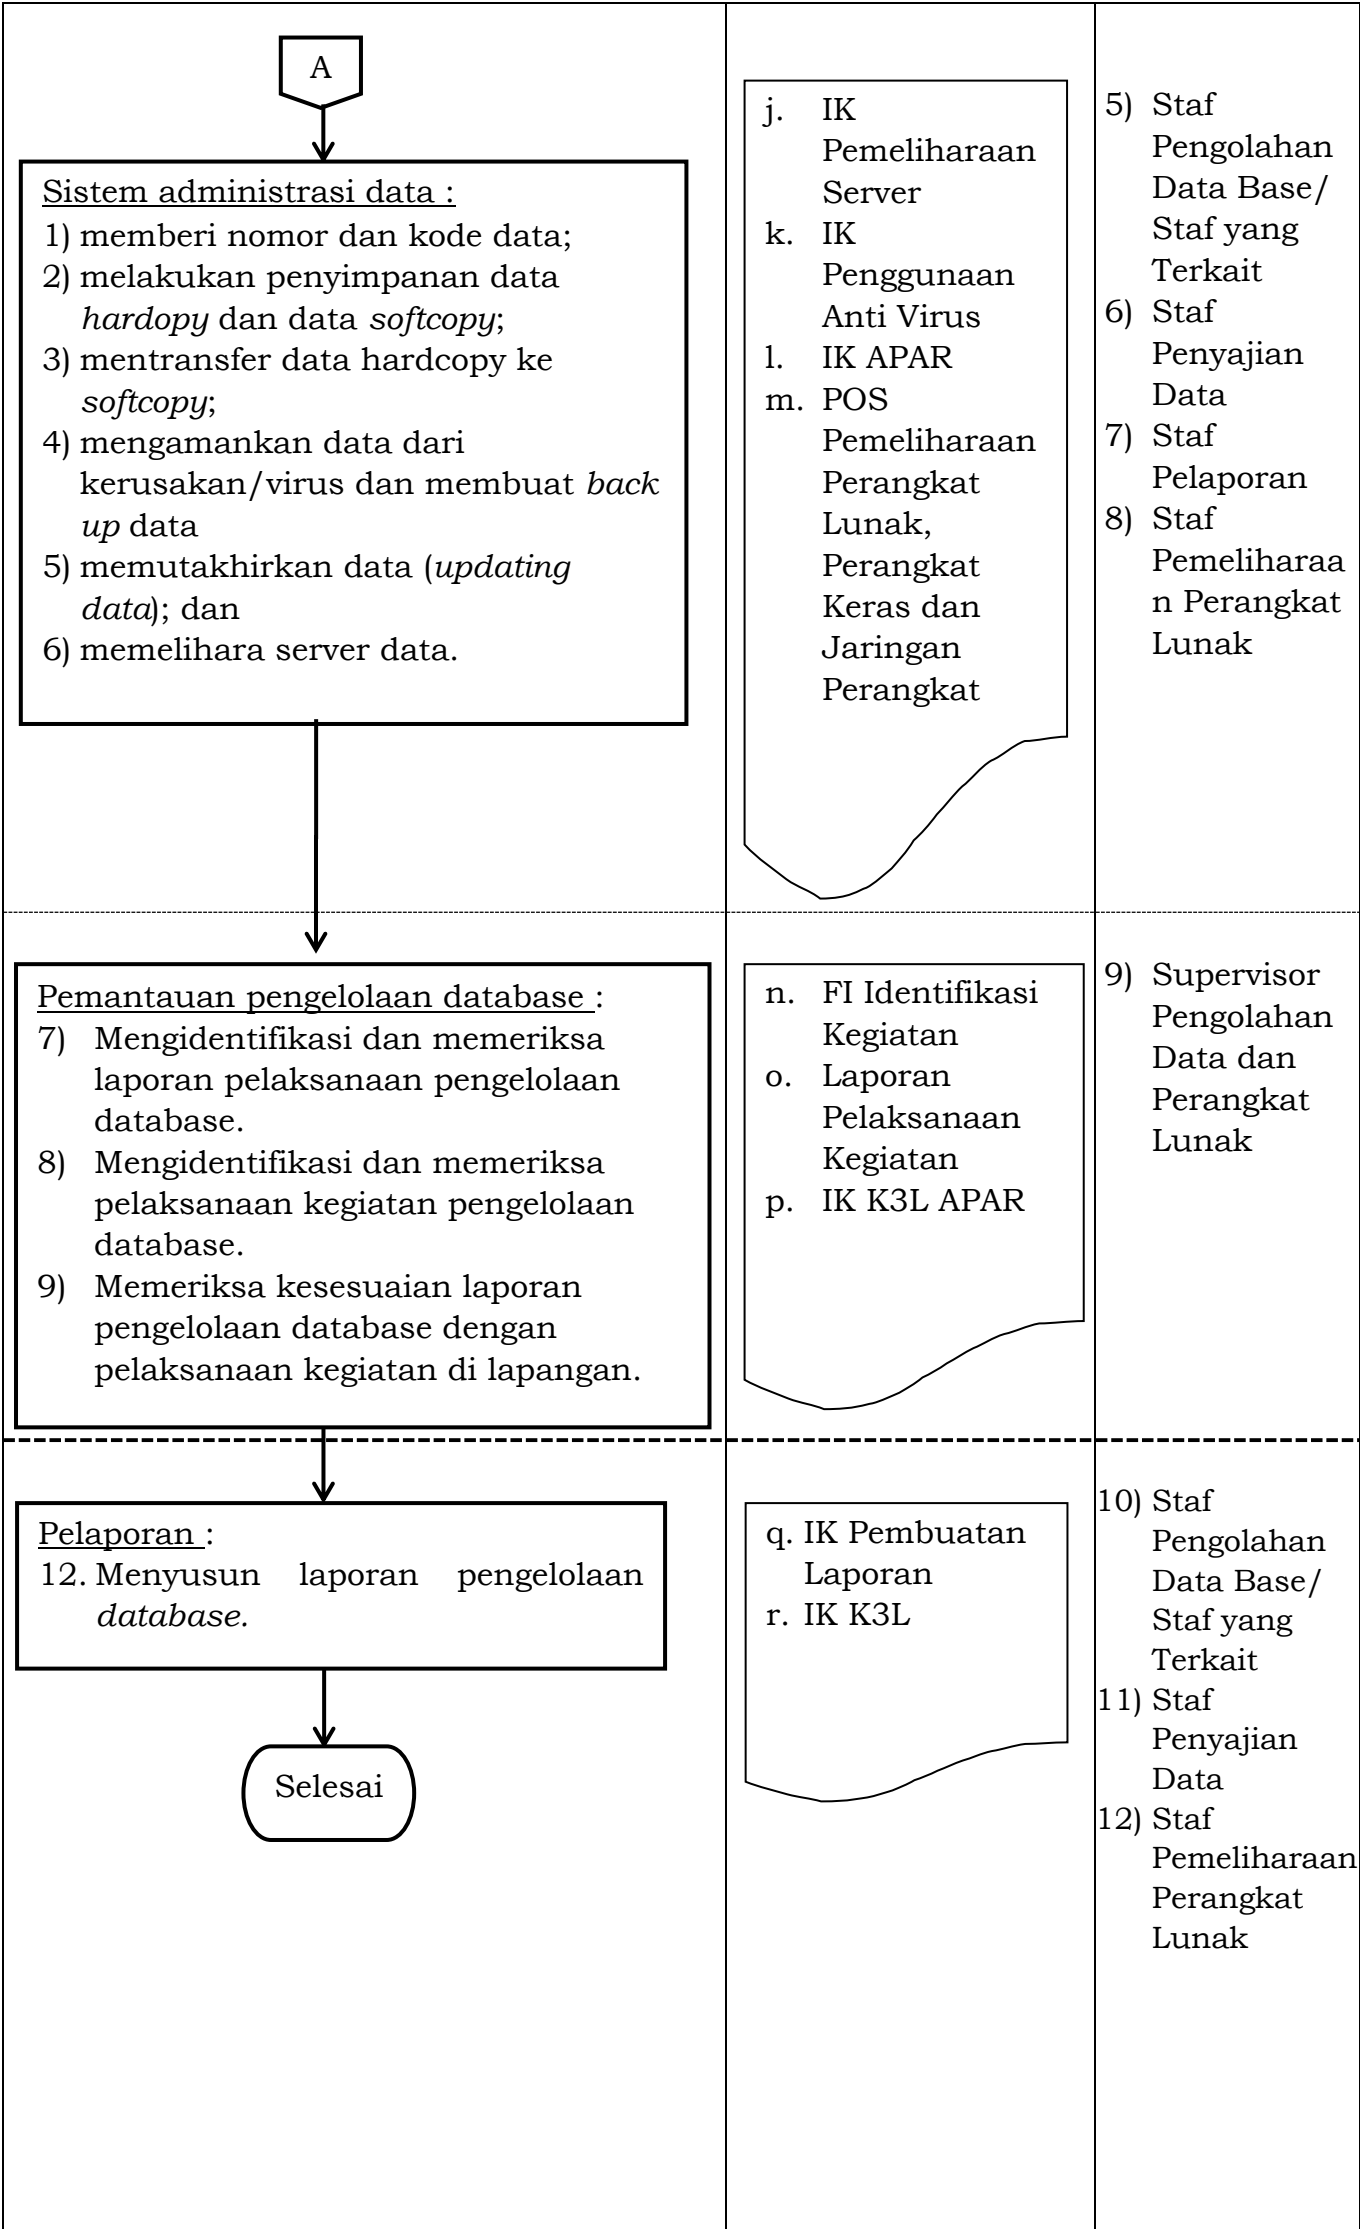 A
Sistem administrasi data :
1) memberi nomor dan kode data;
2) melakukan penyimpanan data
hardopy dan data softcopy;
3) mentransfer data hardcopy ke
softcopy;
4) mengamankan data dari
kerusakan/virus dan membuat back
up data
5) memutakhirkan data (updating
data); dan
6) memelihara server data.
j. IK
Pemeliharaan
Server
k. IK
Penggunaan
Anti Virus
l. IK APAR
m. POS
Pemeliharaan
Perangkat
Lunak,
Perangkat
Keras dan
Jaringan
Perangkat
5) Staf
Pengolahan
Data Base/
Staf yang
Terkait
6) Staf
Penyajian
Data
7) Staf
Pelaporan
8) Staf
Pemeliharaa
n Perangkat
Lunak
Pemantauan pengelolaan database :
7) Mengidentifikasi dan memeriksa
laporan pelaksanaan pengelolaan
database.
8) Mengidentifikasi dan memeriksa
pelaksanaan kegiatan pengelolaan
database.
9) Memeriksa kesesuaian laporan
pengelolaan database dengan
pelaksanaan kegiatan di lapangan.
n. FI Identifikasi
Kegiatan
o. Laporan
Pelaksanaan
Kegiatan
p. IK K3L APAR
9) Supervisor
Pengolahan
Data dan
Perangkat
Lunak
Pelaporan :
12. Menyusun laporan pengelolaan
database.
Selesai
q. IK Pembuatan
Laporan
r. IK K3L
10) Staf
Pengolahan
Data Base/
Staf yang
Terkait
11) Staf
Penyajian
Data
12) Staf
Pemeliharaan
Perangkat
Lunak